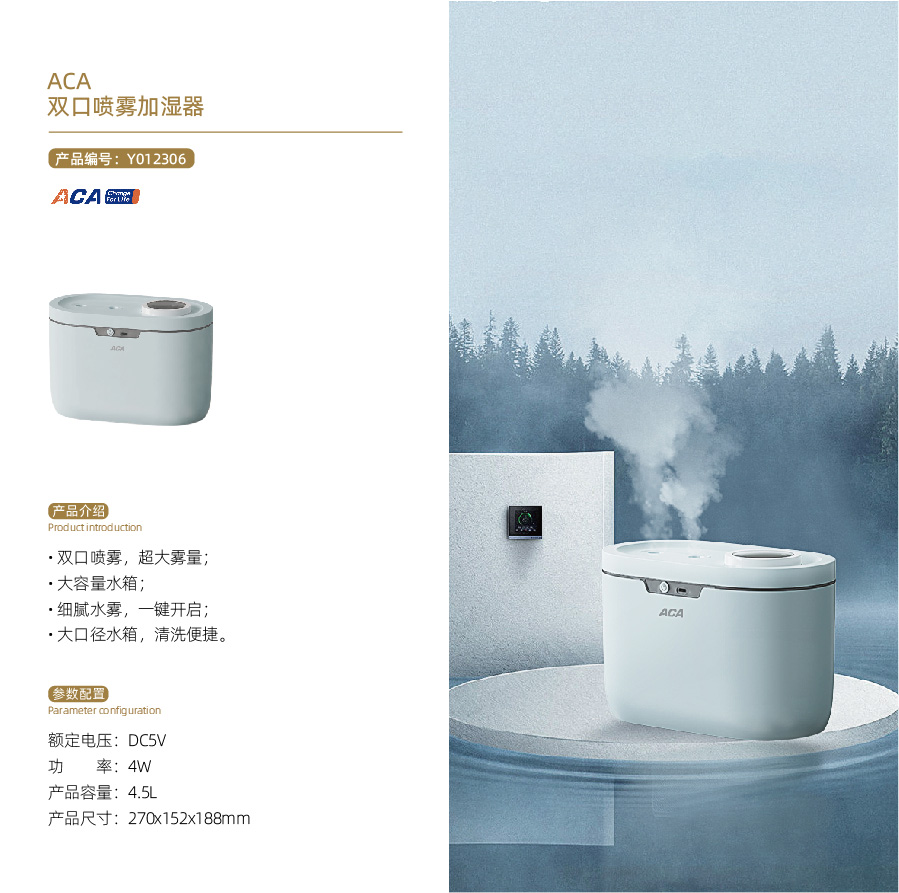 ACA
双口喷雾加湿器
产品编号：Y012306
ACA Change For Life
ACA
产品介绍
Product introduction
• 双口喷雾，超大雾量；
• 大容量水箱；
• 细腻水雾，一键开启；
• 大口径水箱，清洗便捷。
参数配置
Parameter configuration
额定电压：DC5V
功　　率：4W
产品容量：4.5L
产品尺寸：270x152x188mm
ACA